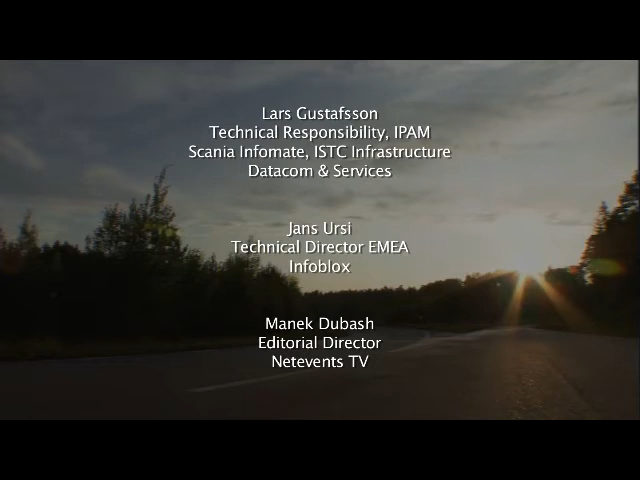 Lars Gustafsson
Technical Responsibility, IPAM
Scania Infomate, ISTC Infrastructure
Datacom & Services
Jans Ursi
Technical Director EMEA
Infoblox
Manek Dubash
Editorial Director
Netevents TV